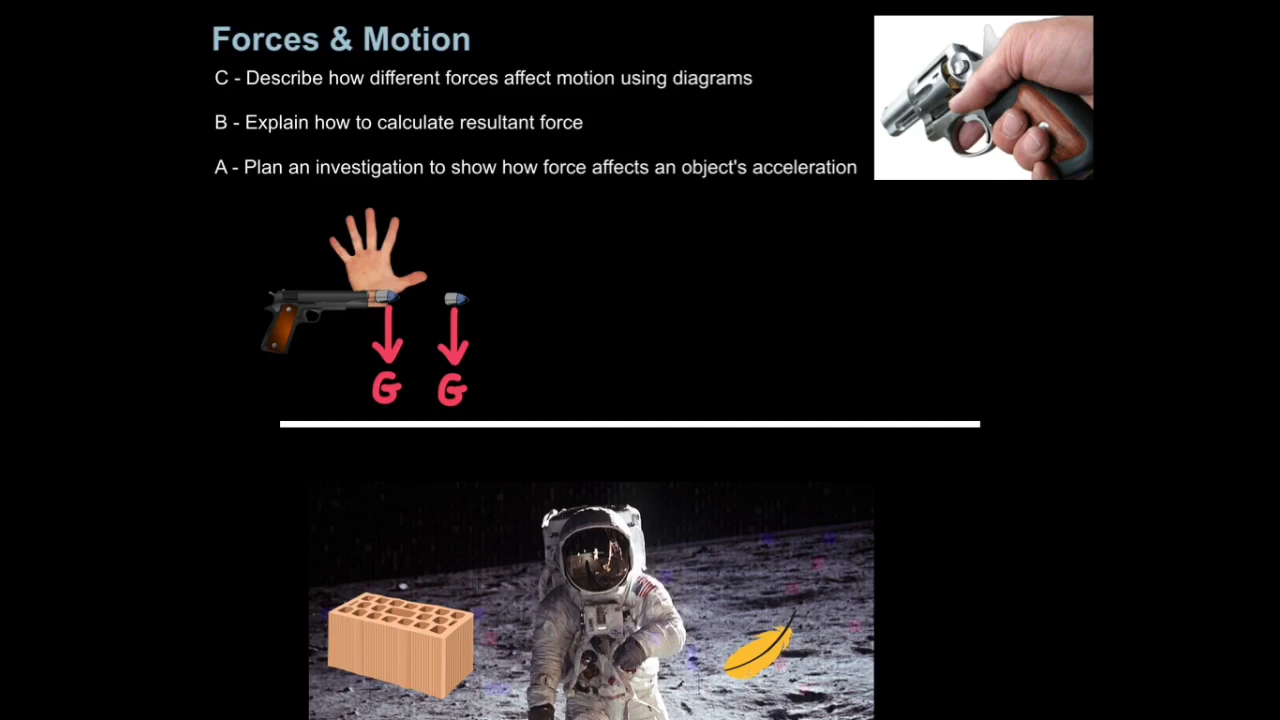 Forces & Motion
C - Describe how different forces affect motion using diagrams
B - Explain how to calculate resultant force
A - Plan an investigation to show how force affects an object's acceleration
G G